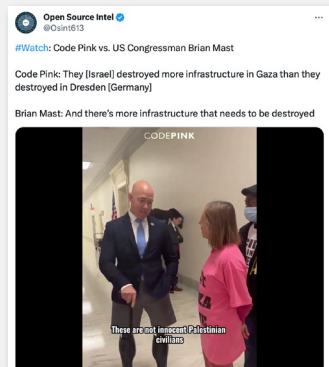 Open Source Intel
@Osint613
#Watch: Code Pink vs. US Congressman Brian Mast
Code Pink: They [Israel] destroyed more infrastructure in Gaza than they
destroyed in Dresden [Germany]
Brian Mast: And there's more infrastructure that needs to be destroyed
CODEPINK
These are not innocent Palestinian
civilians